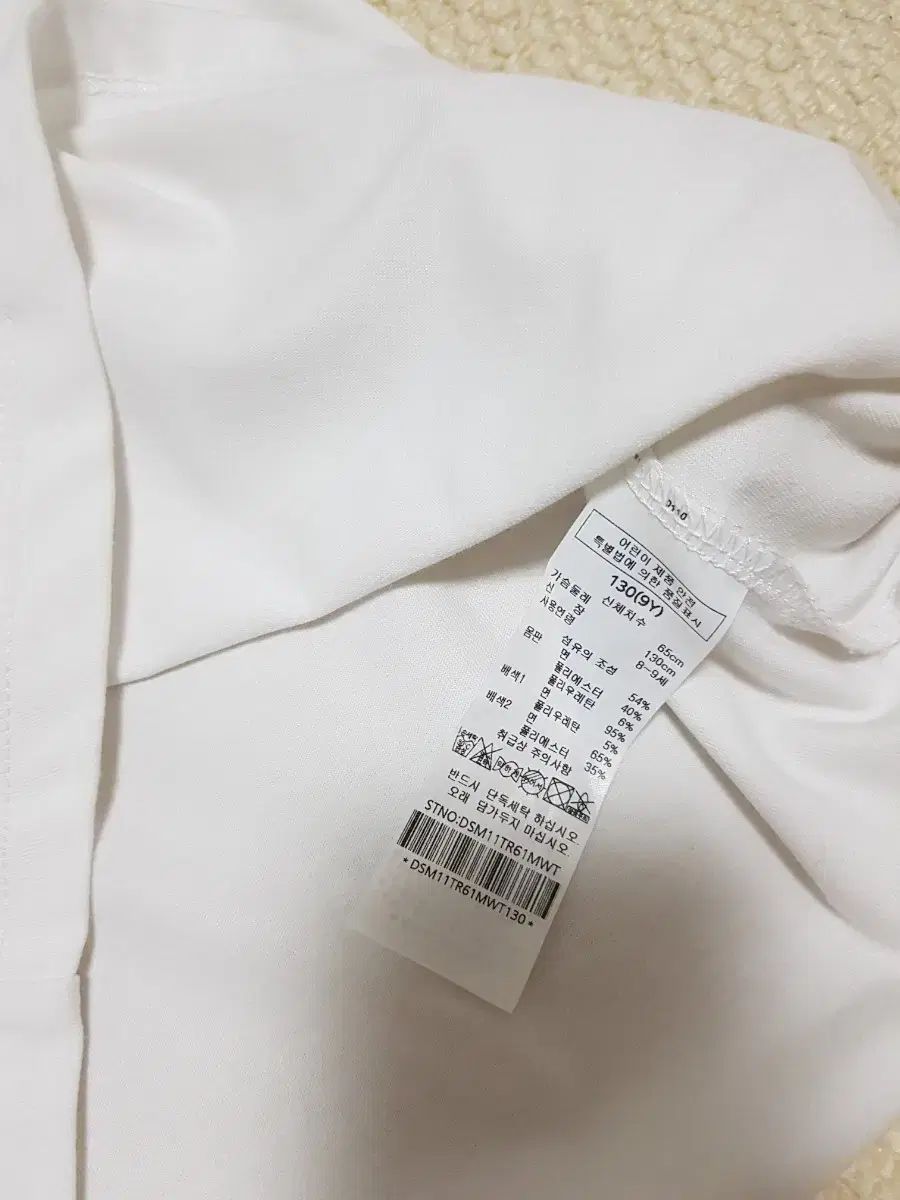 0110
어린이 제품 안전
특별법에 의한 품질표시
130(9Y)
신체치수
가슴둘레 65cm
신 장 130cm
사용연령 8~9세
섬유의 조성
몸판 면 54%
폴리에스터 40%
폴리우레탄 6%
배색1 면 95%
폴리우레탄 5%
배색2 면 65%
폴리에스터 35%
취급상 주의사항
반드시 단독세탁 하십시오.
오래 담가두지 마십시오.
STNO:DSM11TR61MWT
*DSM11TR61MWT130*